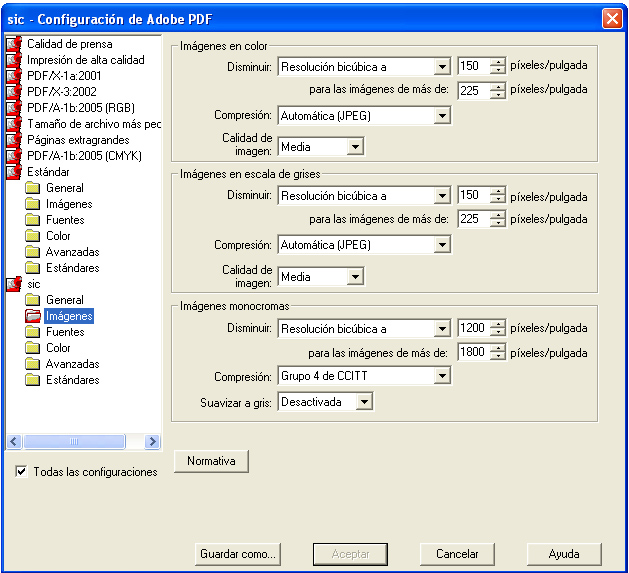 sic - Configuración de Adobe PDF
Calidad de prensa
Impresión de alta calidad
PDF/X-1a:2001
PDF/X-3:2002
PDF/A-1b:2005 (RGB)
Tamaño de archivo más pec
Páginas extragrandes
PDF/A-1b:2005 (CMYK)
Estándar
General
Imágenes
Fuentes
Color
Avanzadas
Estándares
sic
General
Imágenes
Fuentes
Color
Avanzadas
Estándares
Todas las configuraciones
Imágenes en color
Disminuir: Resolución bicúbica a 150 píxeles/pulgada
para las imágenes de más de: 225 píxeles/pulgada
Compresión: Automática (JPEG)
Calidad de
imagen: Media
Imágenes en escala de grises
Disminuir: Resolución bicúbica a 150 píxeles/pulgada
para las imágenes de más de: 225 píxeles/pulgada
Compresión: Automática (JPEG)
Calidad de
imagen: Media
Imágenes monocromas
Disminuir: Resolución bicúbica a 1200 píxeles/pulgada
para las imágenes de más de: 1800 píxeles/pulgada
Compresión: Grupo 4 de CCITT
Suavizar a gris: Desactivada
Normativa
Guardar como... Aceptar Cancelar Ayuda